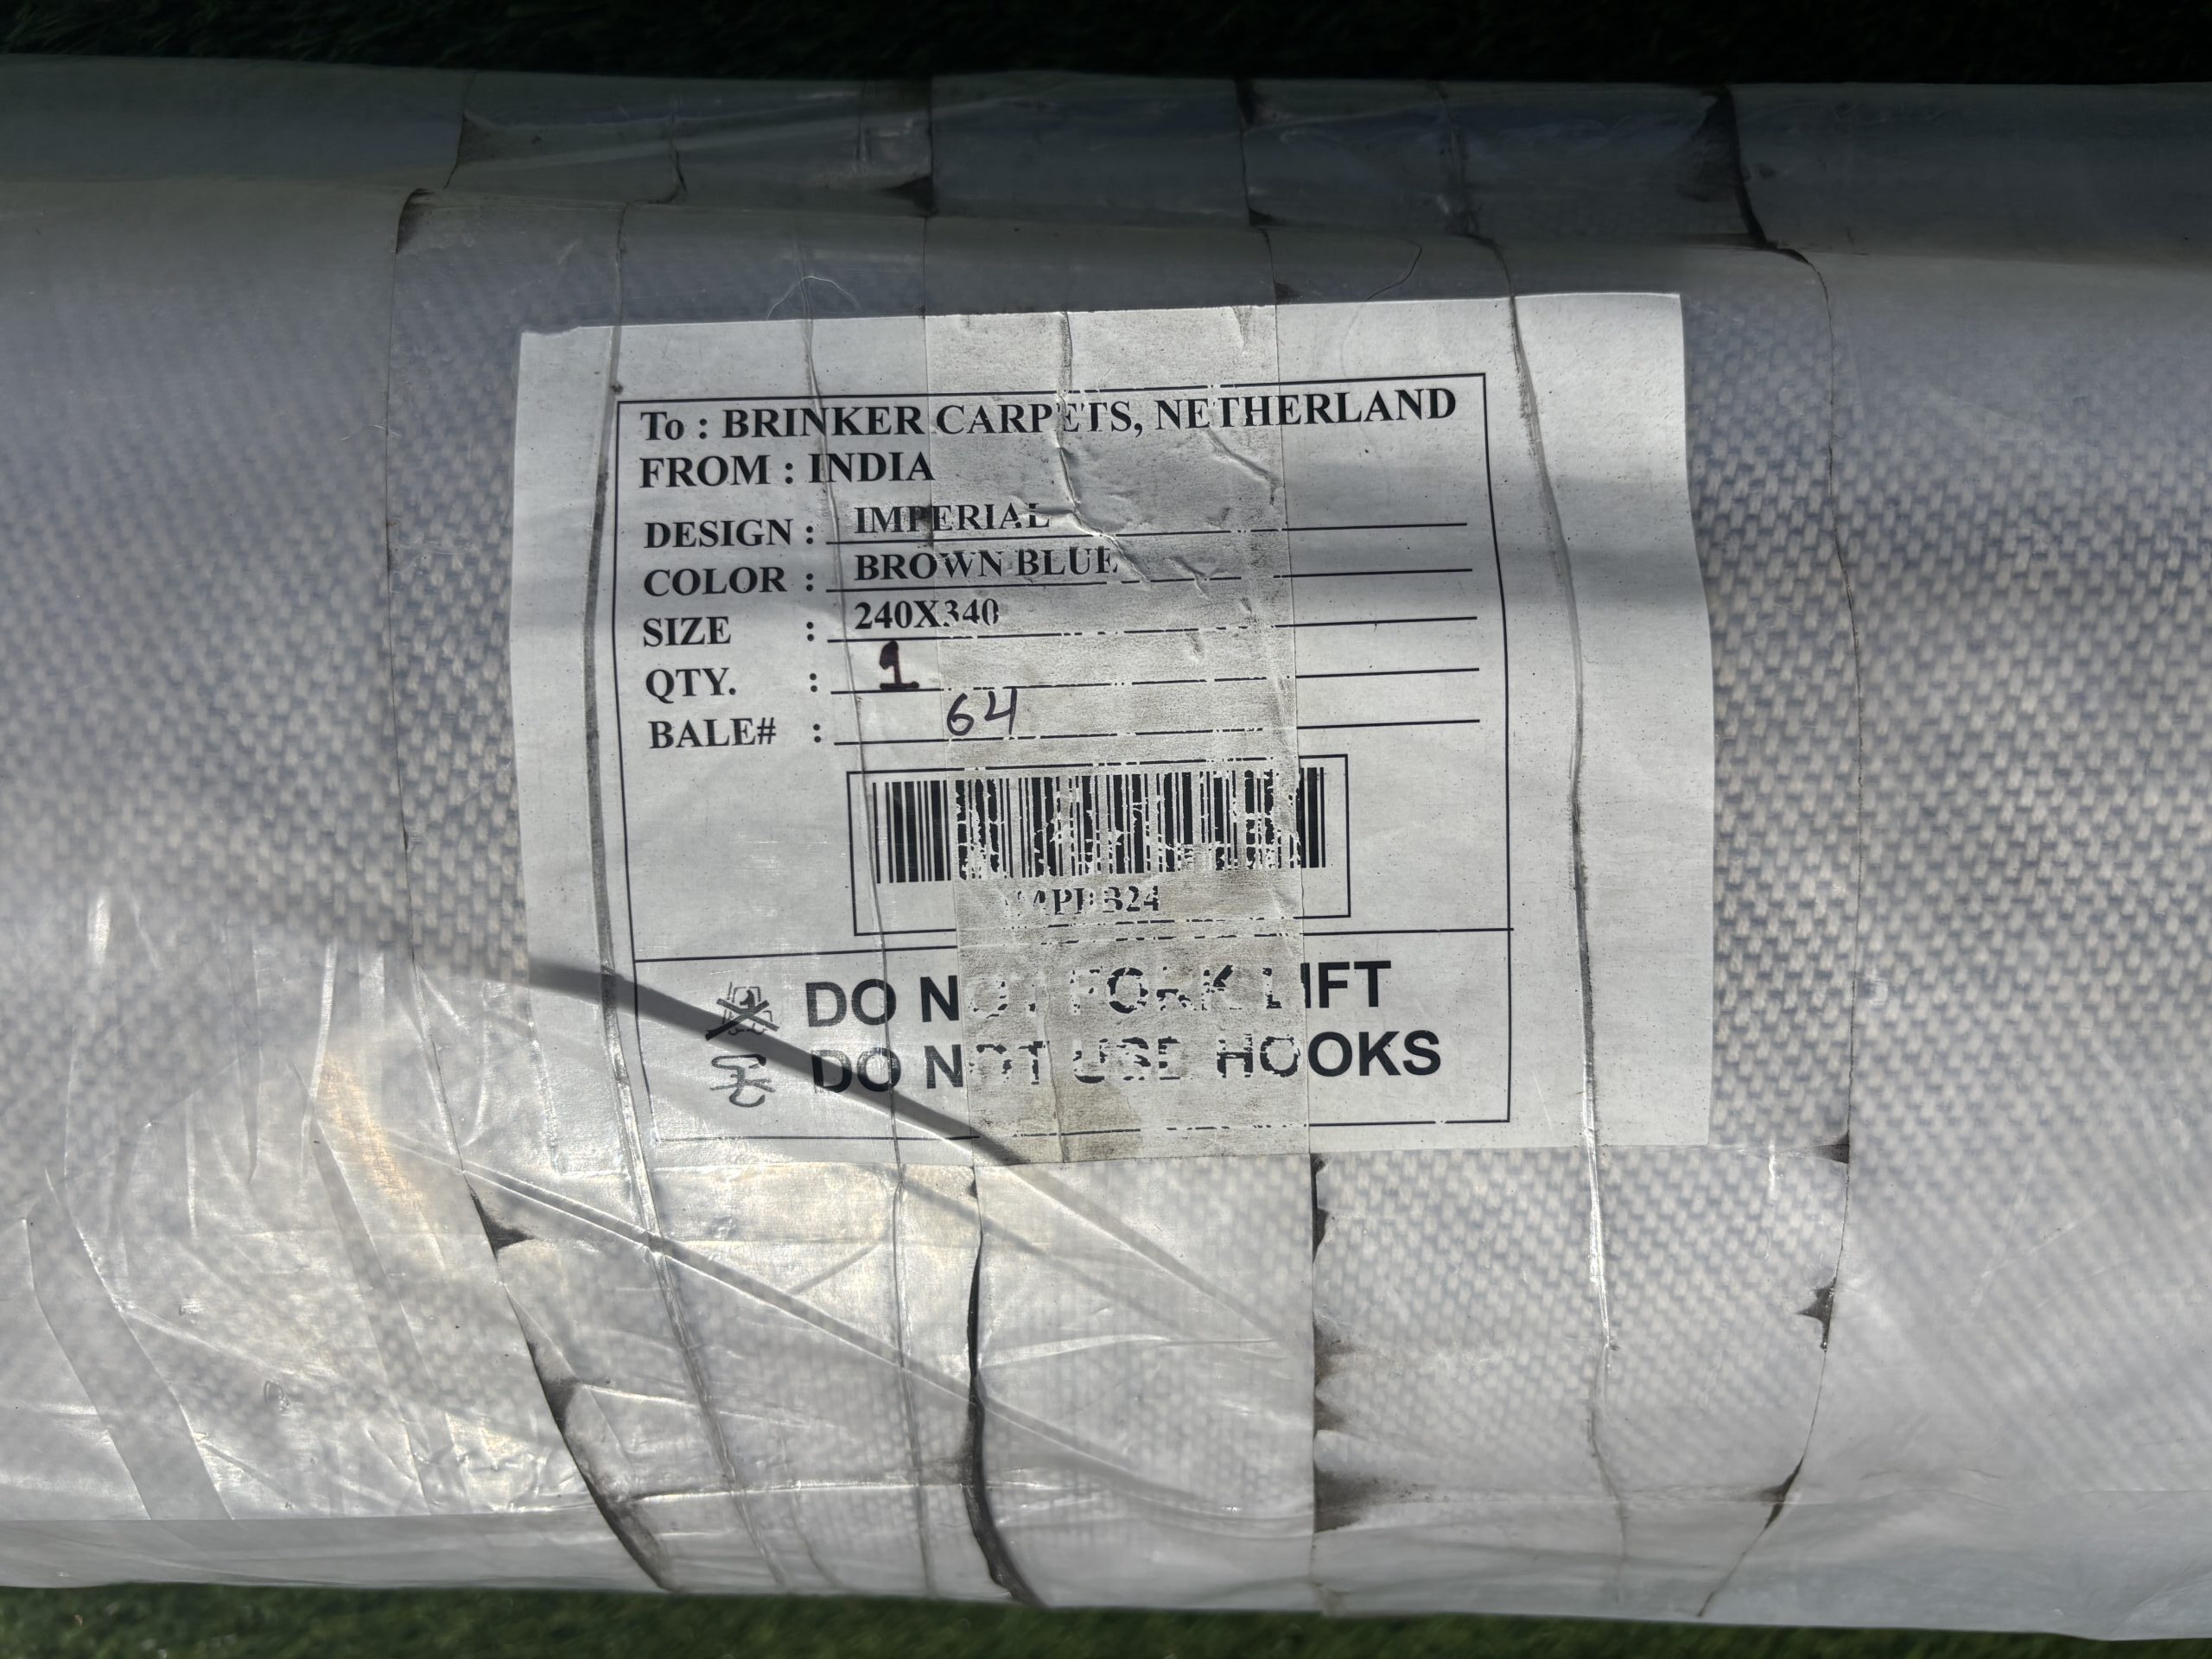 To : BRINKER CARPETS, NETHERLAND
FROM : INDIA
DESIGN : IMPERIAL
COLOR : BROWN BLUE
SIZE : 240X340
QTY. : 1
BALE# : 64
DO NOT FORK LIFT
DO NOT USE HOOKS